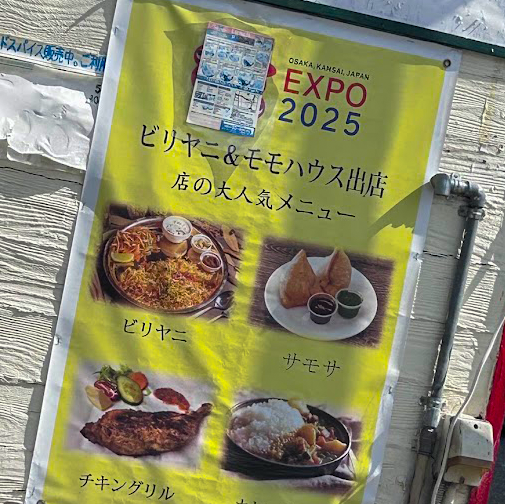 ドスパイス販売中。ご利用
OSAKA, KANSAI, JAPAN
EXPO
2025
ビリヤニ&モモハウス出店
店の大人気メニュー
ビリヤニ
サモサ
チキングリル